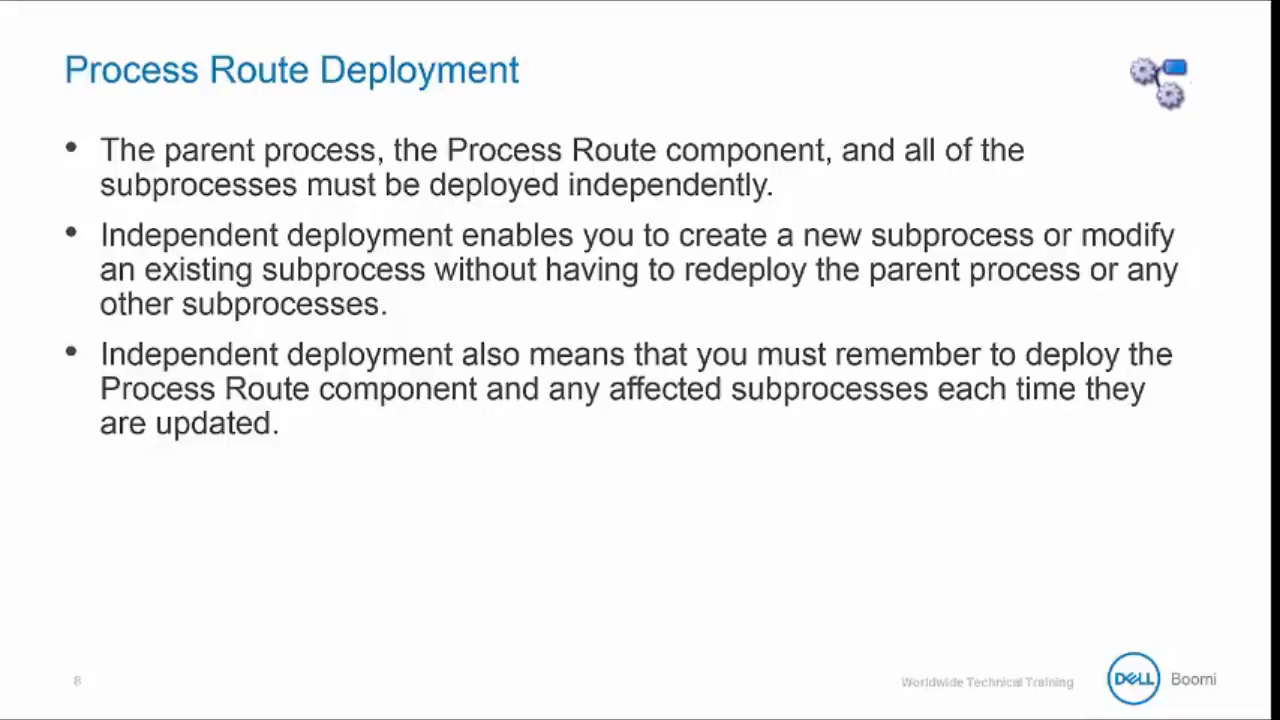 Process Route Deployment
• The parent process, the Process Route component, and all of the
subprocesses must be deployed independently.
• Independent deployment enables you to create a new subprocess or modify
an existing subprocess without having to redeploy the parent process or any
other subprocesses.
• Independent deployment also means that you must remember to deploy the
Process Route component and any affected subprocesses each time they
are updated.
8
Worldwide Technical Training
DELL
Boomi